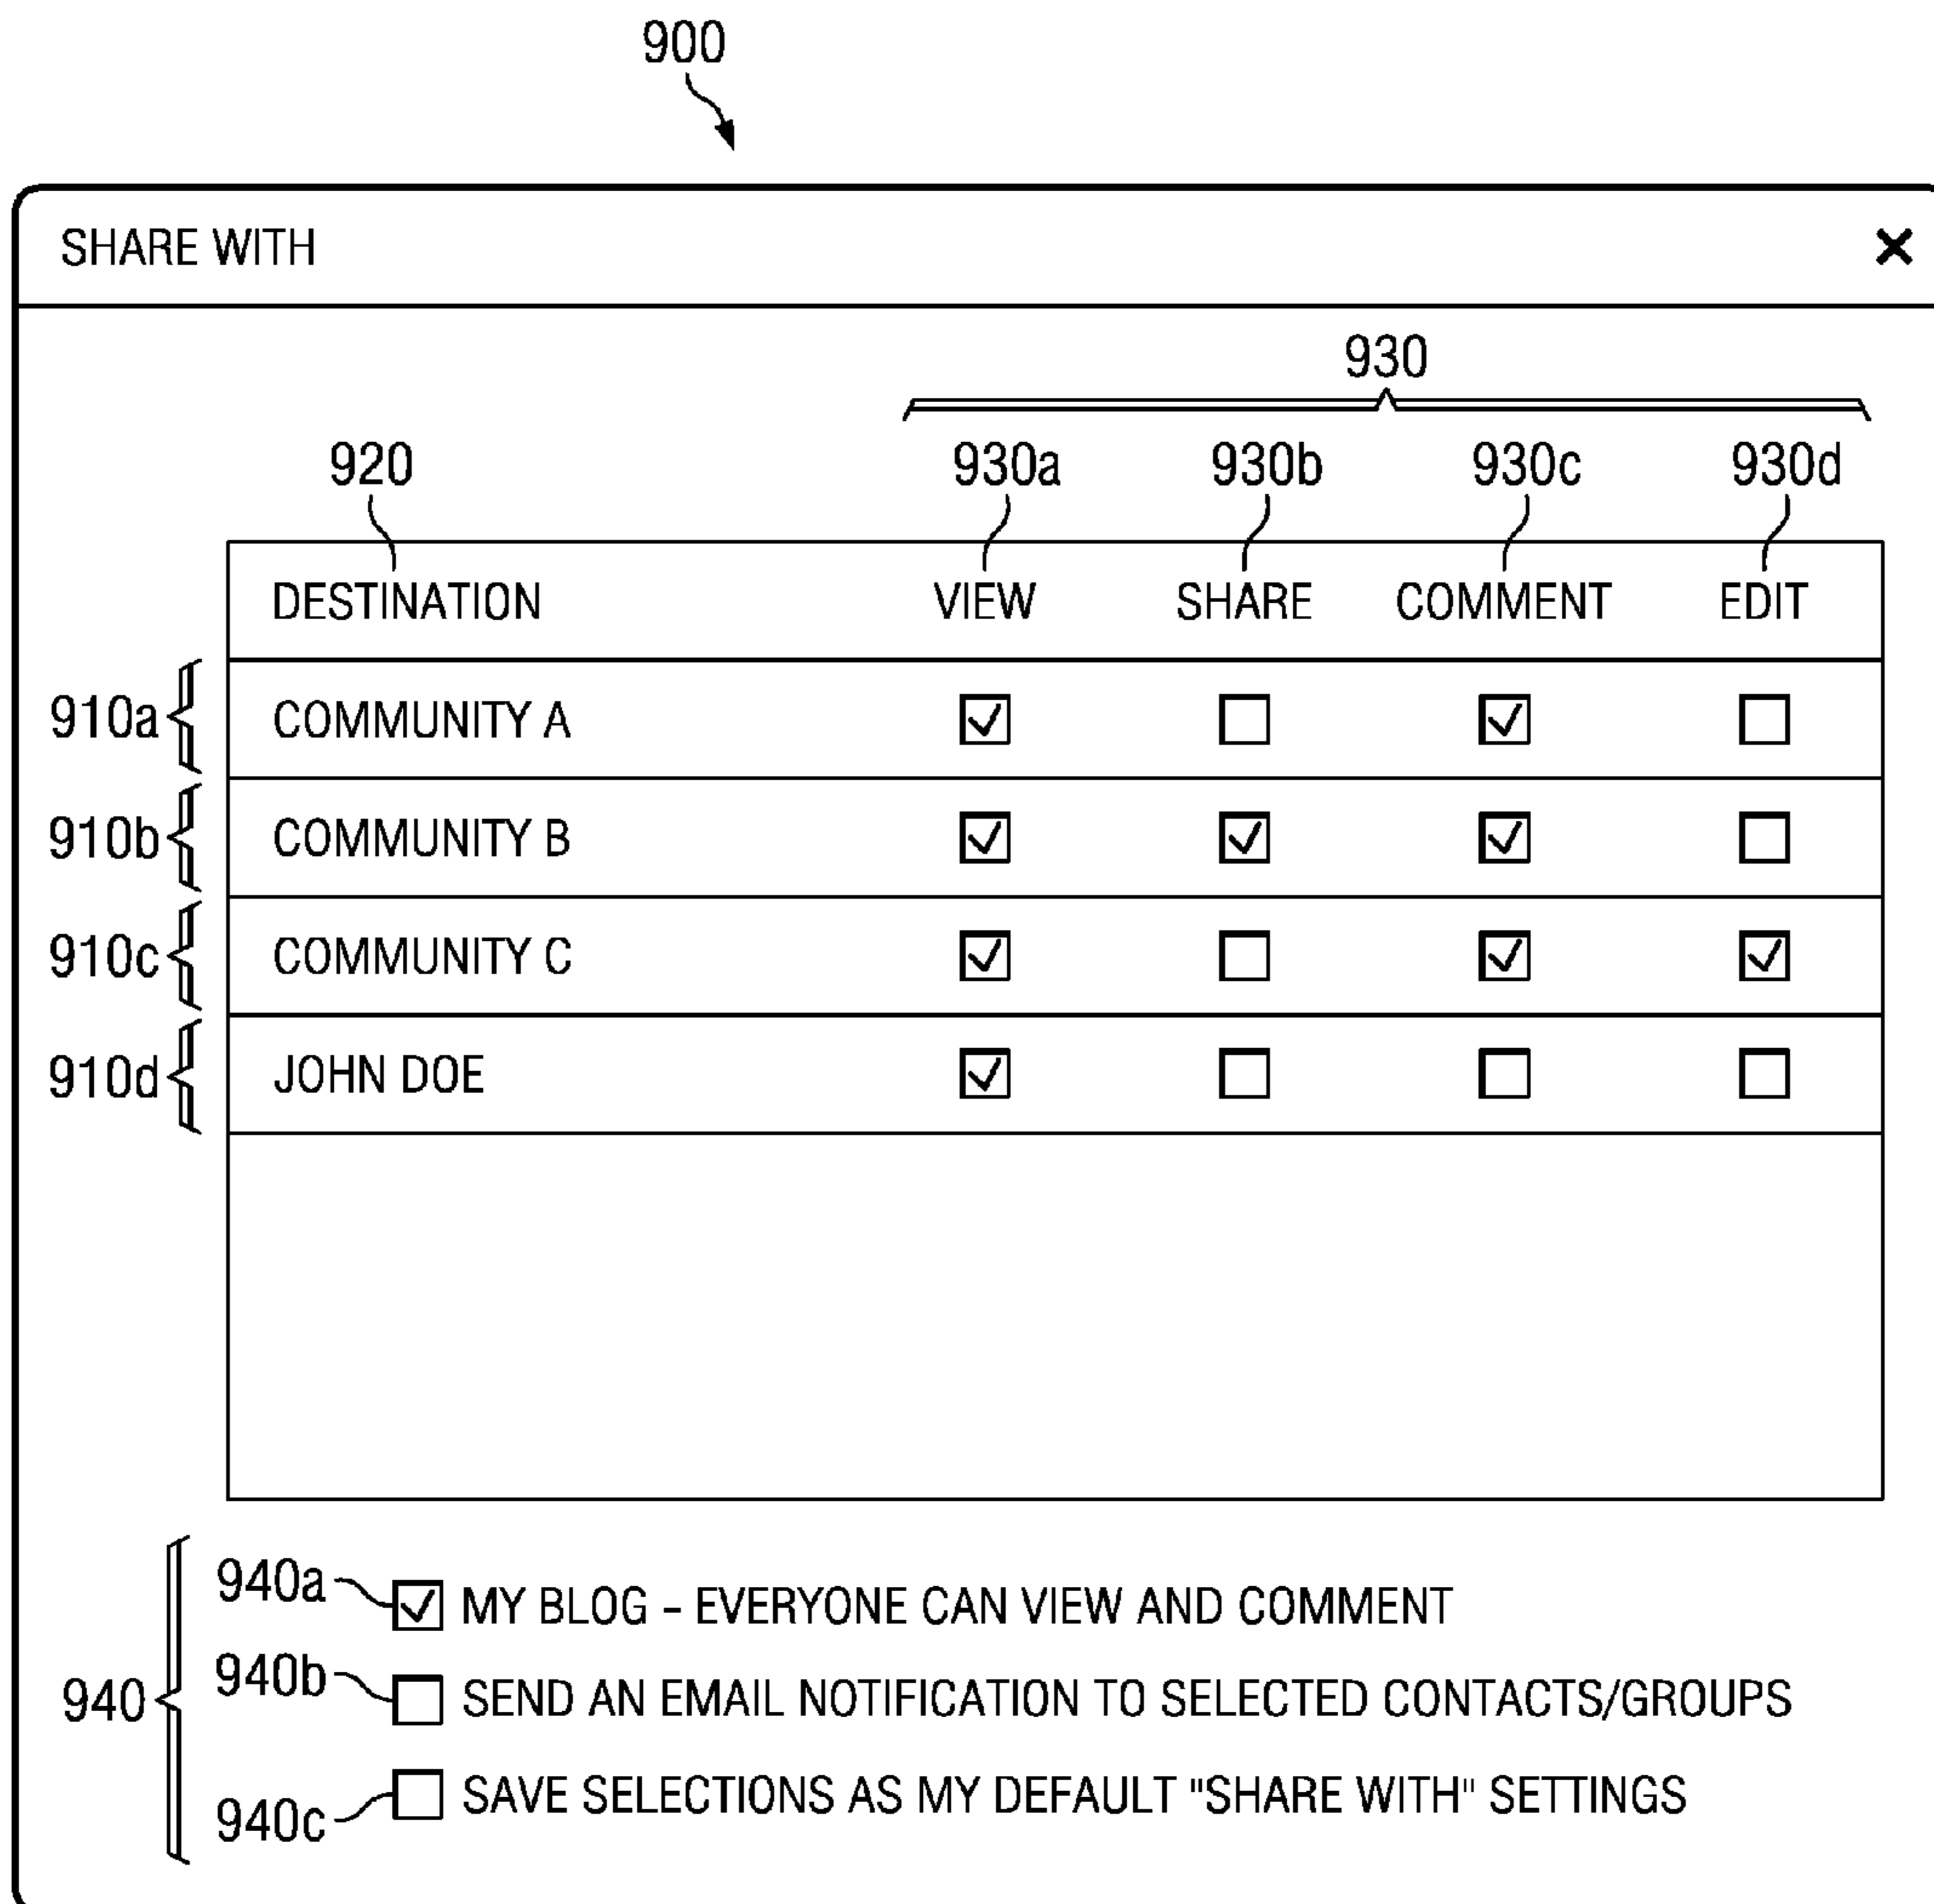 900
SHARE WITH
930
920 930a 930b 930c 930d
DESTINATION VIEW SHARE COMMENT EDIT
910a COMMUNITY A
910b COMMUNITY B
910c COMMUNITY C
910d JOHN DOE
940
940a MY BLOG – EVERYONE CAN VIEW AND COMMENT
940b SEND AN EMAIL NOTIFICATION TO SELECTED CONTACTS/GROUPS
940c SAVE SELECTIONS AS MY DEFAULT "SHARE WITH" SETTINGS